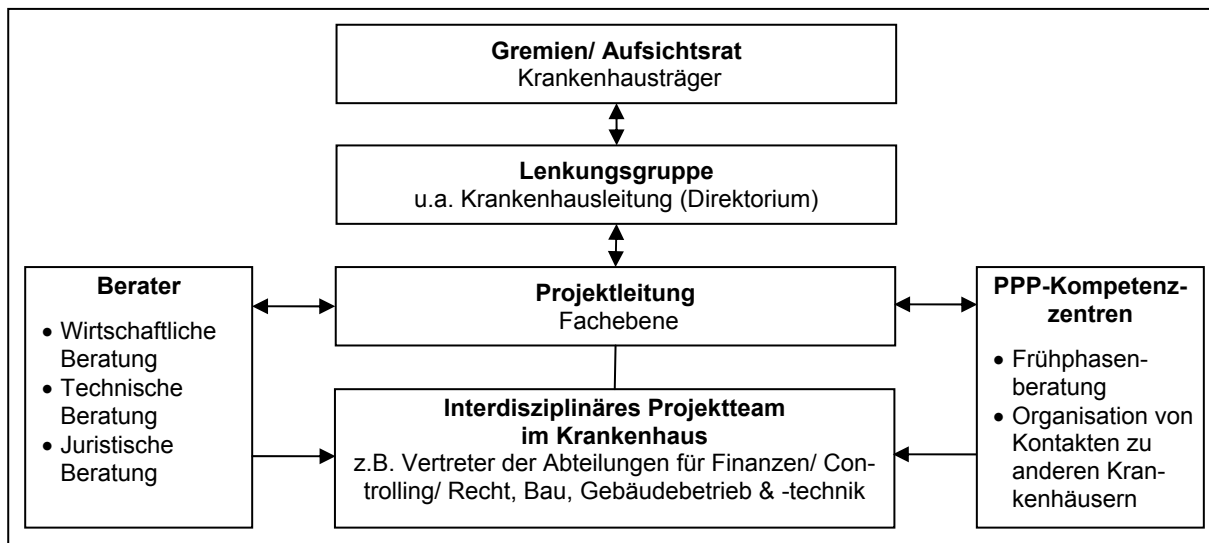 Gremien/ Aufsichtsrat
Krankenhausträger
Lenkungsgruppe
u.a. Krankenhausleitung (Direktorium)
Berater
• Wirtschaftliche
Beratung
• Technische
Beratung
• Juristische
Beratung
Projektleitung
Fachebene
Interdisziplinäres Projektteam
im Krankenhaus
z.B. Vertreter der Abteilungen für Finanzen/ Con-
trolling/ Recht, Bau, Gebäudebetrieb & -technik
PPP-Kompetenz-
zentren
• Frühphasen-
beratung
• Organisation von
Kontakten zu
anderen Kran-
kenhäusern